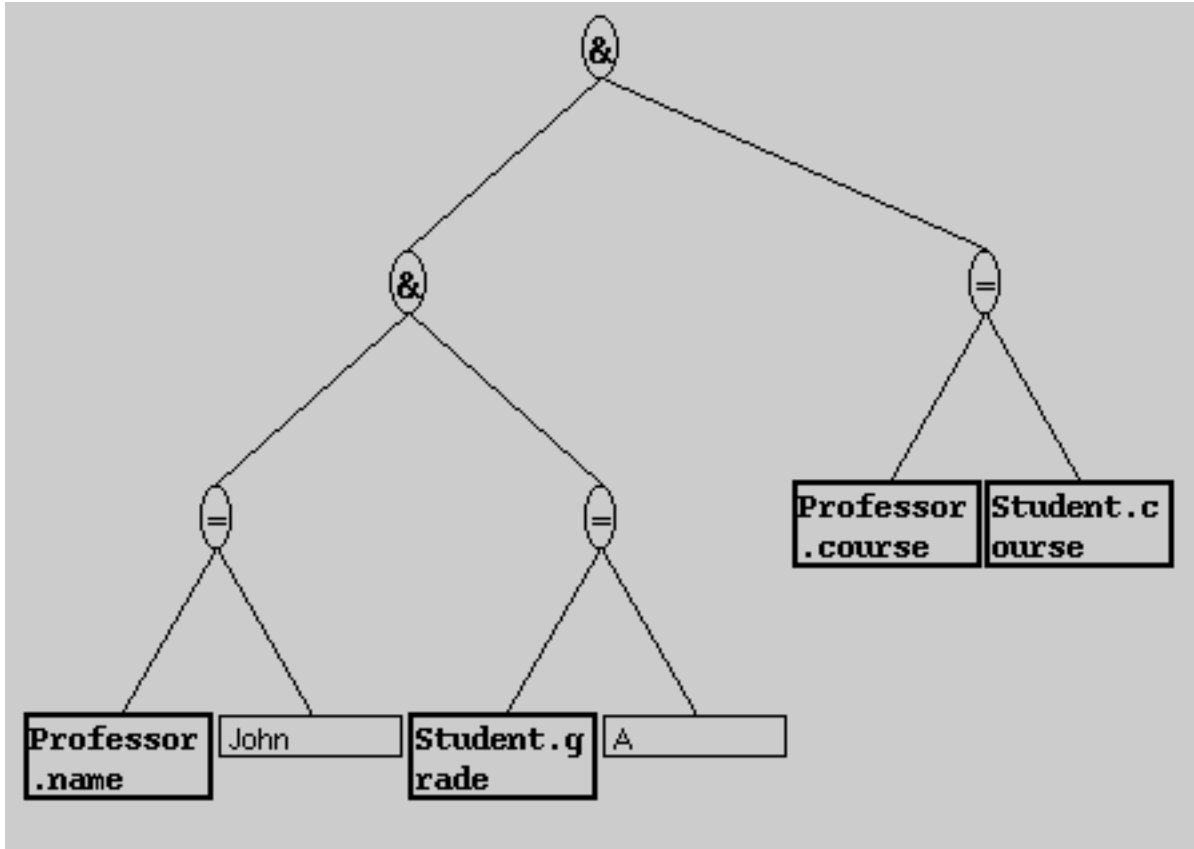 &
&
=
=
=
Professor
.course
Student.c
ourse
Professor
.name
John
Student.g
rade
A